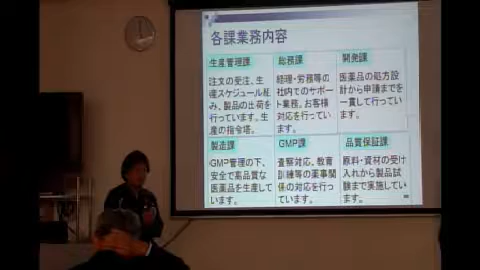 各課業務内容
生産管理課
注文の受注、生
産スケジュール組
み、製品の出荷を
行っています。生
産の指令塔。
総務課
経理・労務等の
社内でのサポー
ト業務。お客様
対応を行ってい
ます。
開発課
医薬品の処方設
計から申請までを
一貫して行ってい
ます。
製造課
GMP管理の下、
安全で高品質な
医薬品を生産して
います。
GMP課
査察対応、教育
訓練等の薬事関
係の対応を行っ
ています。
品質保証課
原料・資材の受け
入れから製品試
験まで実施してい
ます。